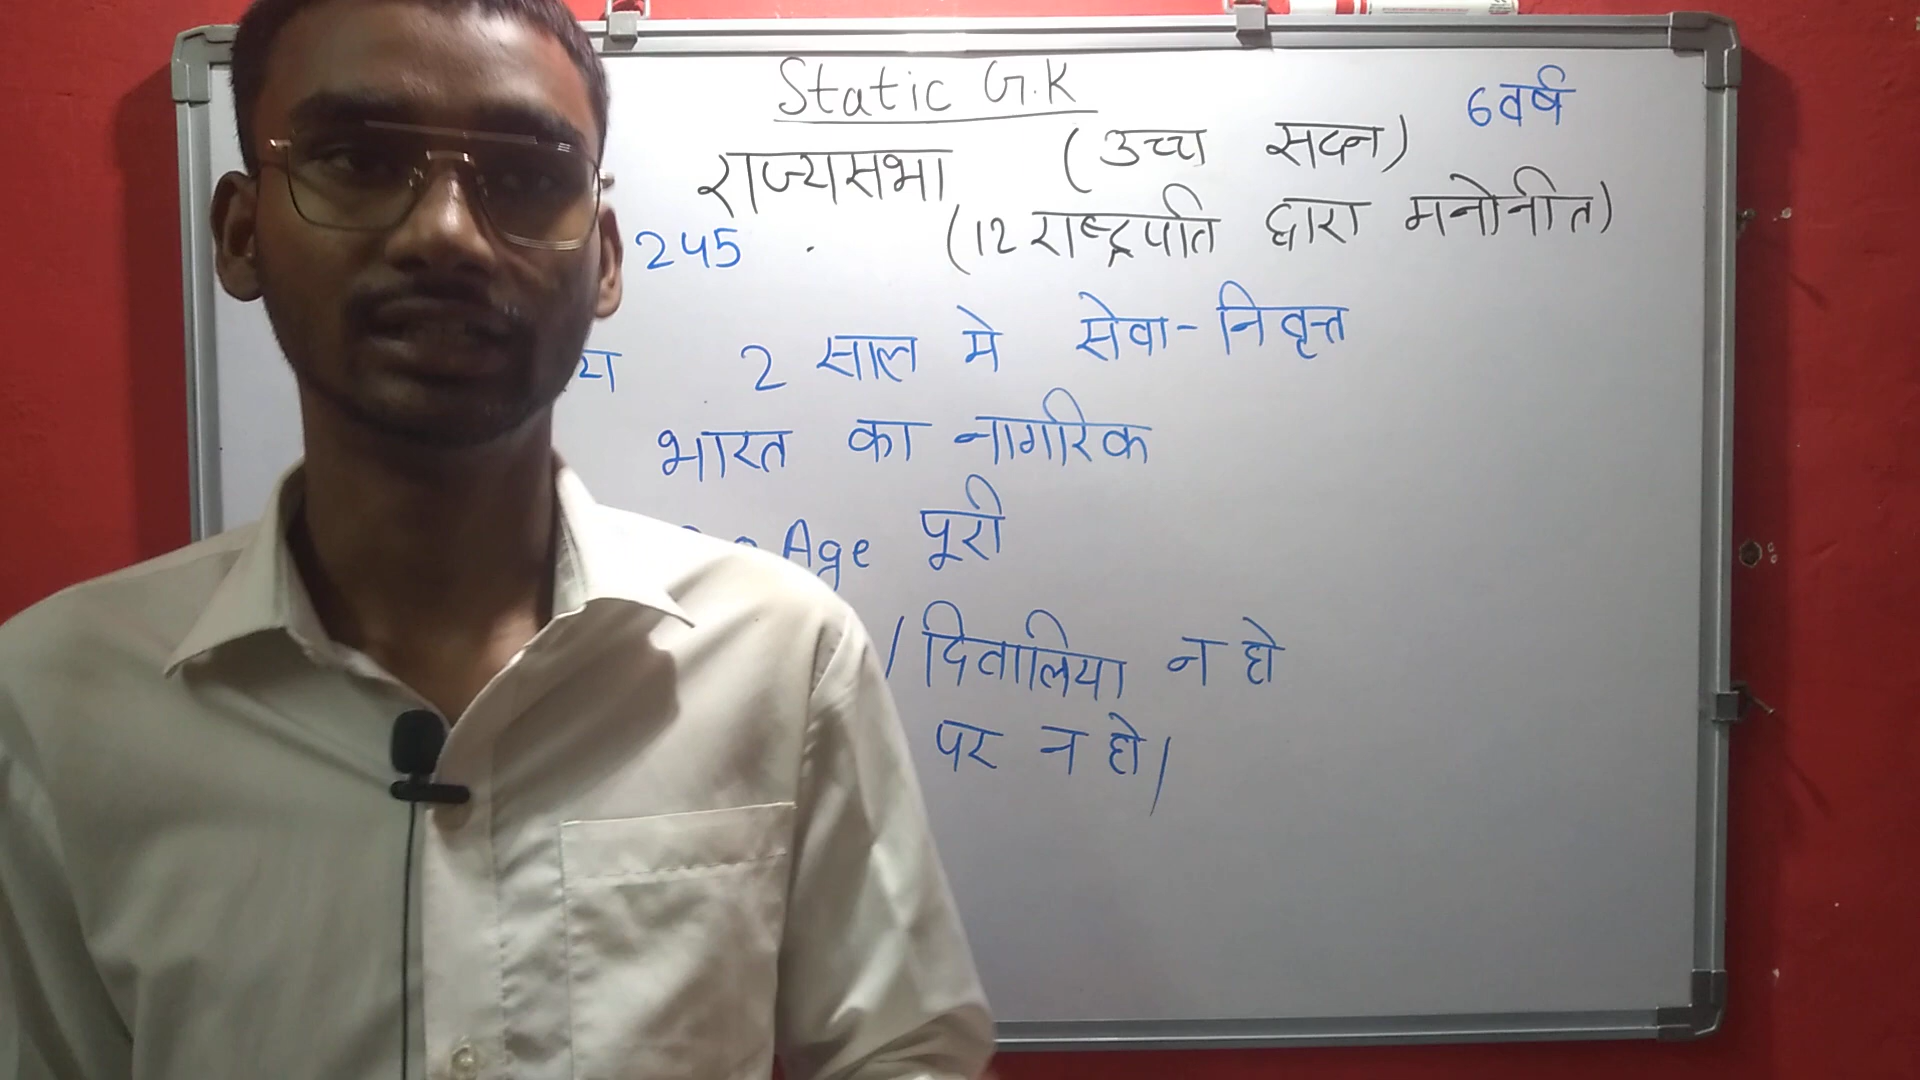 Static G.K
6वर्ष
राज्यसभा (उच्चा सदन)
245 (12 राष्ट्रपति द्वारा मनोनीत)
2 साल मे सेवा-निवृत्त
भारत का नागरिक
Age पूरी
/ दिवालिया न हो
पर न हो।